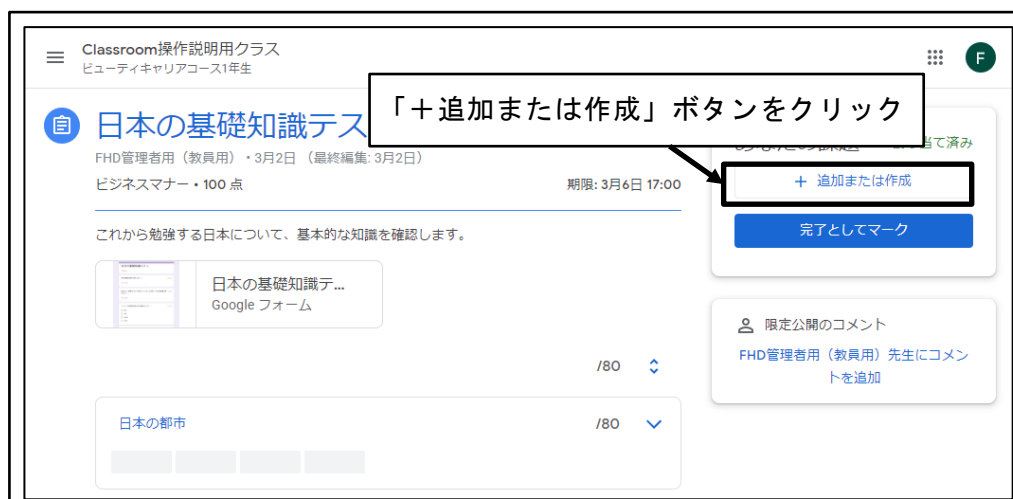 Classroom操作説明用クラス
ビューティキャリアコース1年生
F
「＋追加または作成」ボタンをクリック
日本の基礎知識テス
FHD管理者用（教員用）・3月2日 （最終編集: 3月2日）
ビジネスマナー・100 点
期限: 3月6日 17:00
これから勉強する日本について、基本的な知識を確認します。
日本の基礎知識テ...
Google フォーム
/80
日本の都市
/80
当て済み
＋ 追加または作成
完了としてマーク
限定公開のコメント
FHD管理者用（教員用）先生にコメン
トを追加